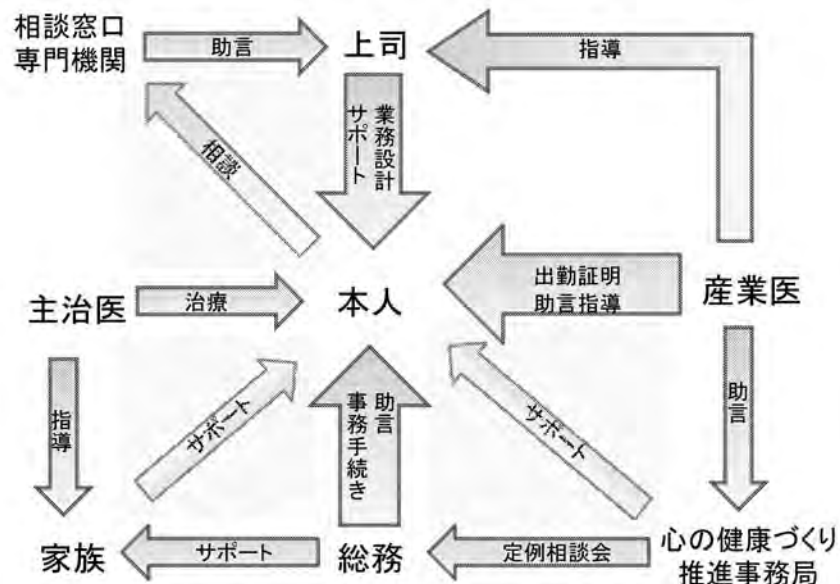 相談窓口
専門機関
助言
上司
指導
業務設計
サポート
相談
主治医
治療
本人
出勤証明
助言指導
産業医
指導
サポート
助言
事務手続き
サポート
助言
家族
サポート
総務
定例相談会
心の健康づくり
推進事務局